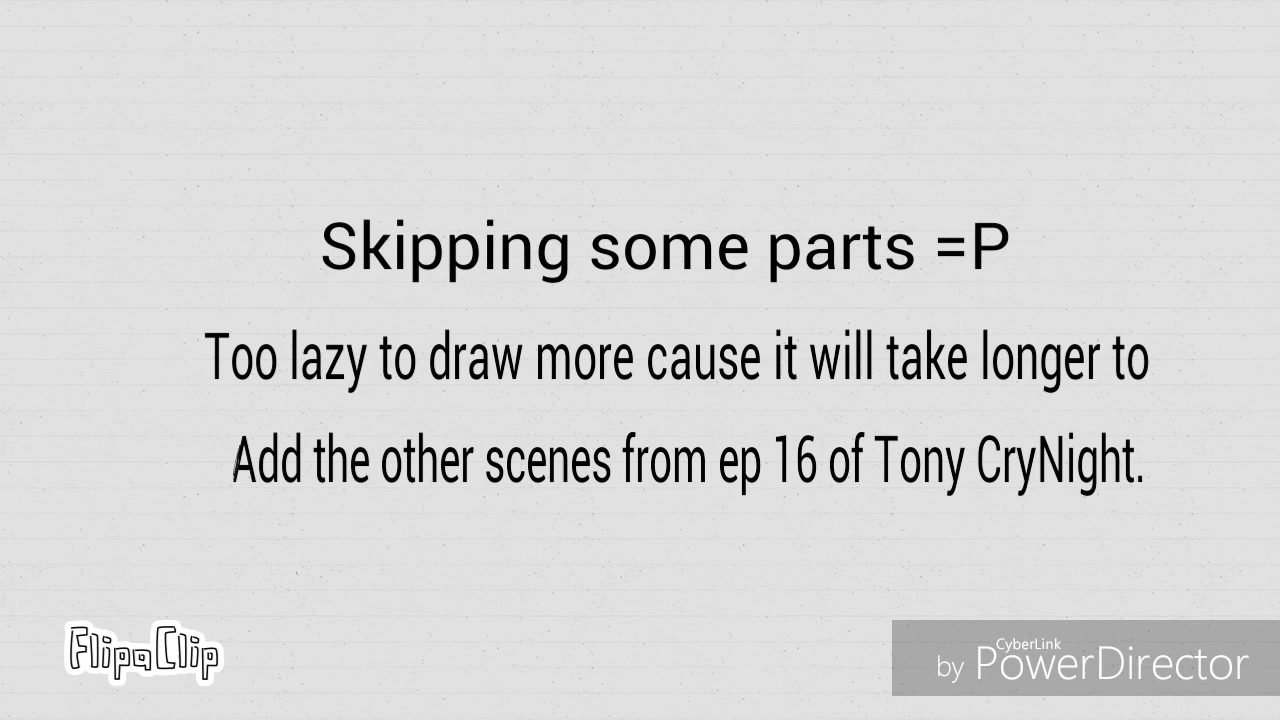 Skipping some parts =P
Too lazy to draw more cause it will take longer to
Add the other scenes from ep 16 of Tony CryNight.
FlipaClip
CyberLink
by PowerDirector